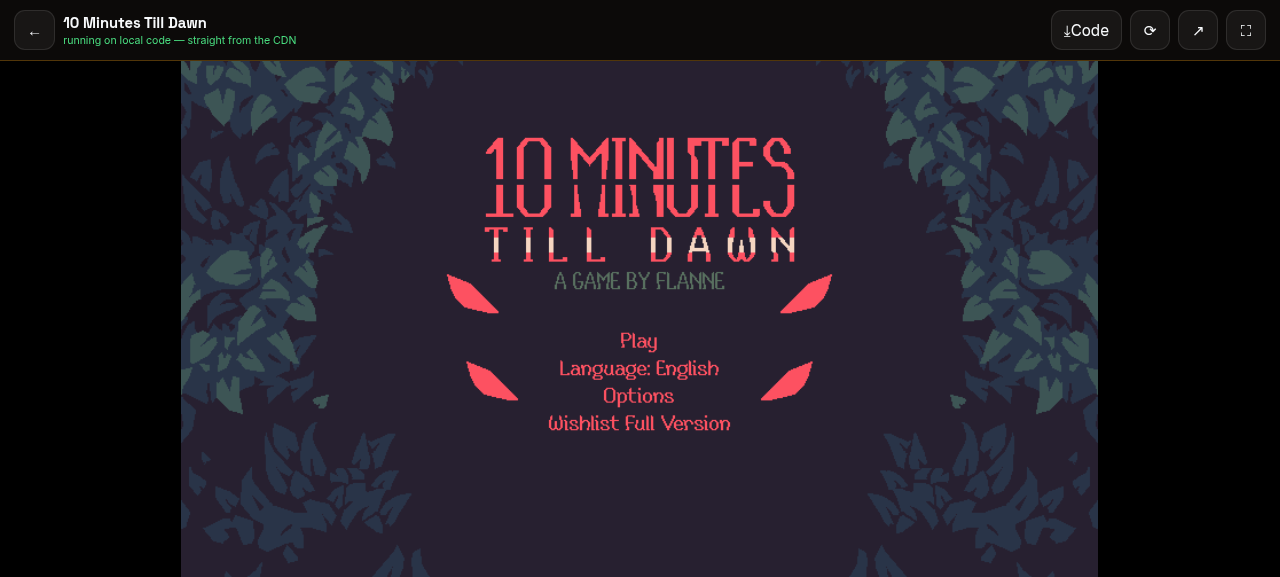 10 Minutes Till Dawn
running on local code — straight from the CDN
←
↓Code
⟳
↗
⛶
10 MINUTES
TILL DAWN
A GAME BY FLANNE
Play
Language: English
Options
Wishlist Full Version